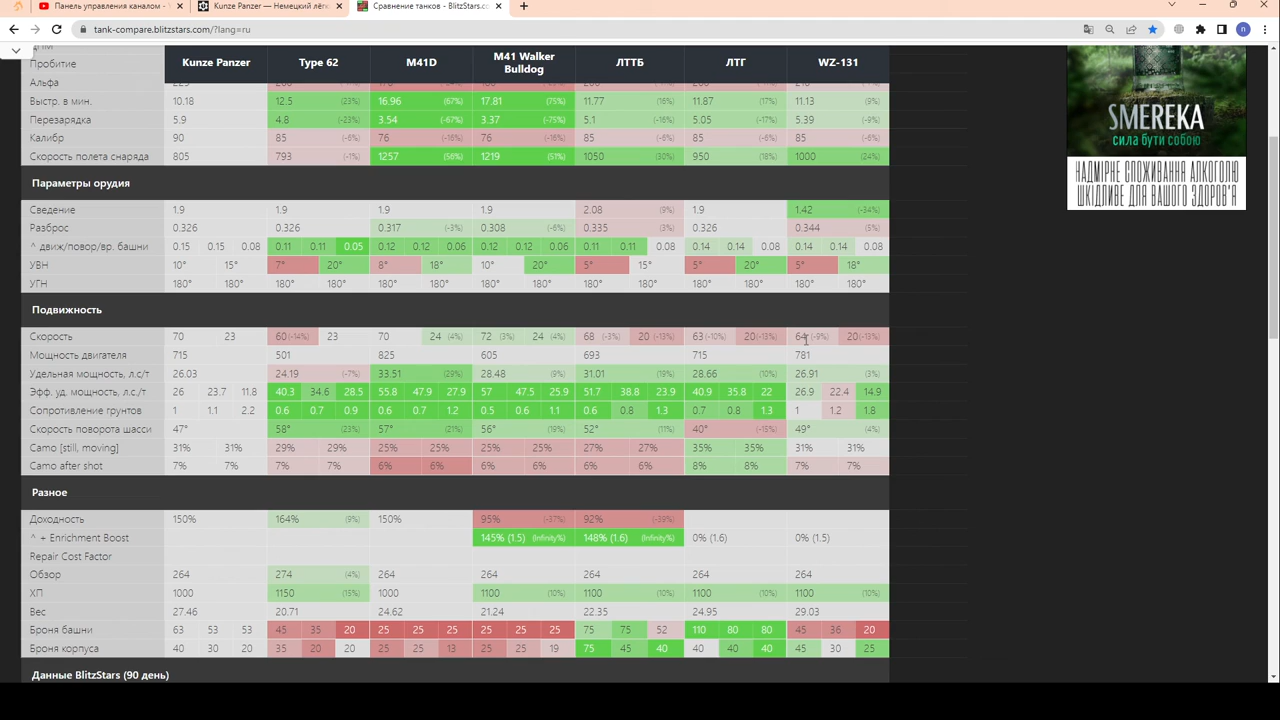 Панель управления каналом -
Kunze Panzer — Немецкий лёгк
Сравнение танков - BlitzStars.co
tank-compare.blitzstars.com/?lang=ru
Kunze Panzer Type 62 M41D M41 Walker Bulldog ЛТТБ ЛТГ WZ-131
Пробитие
Альфа
Выстр. в мин. 10.18 12.5 (23%) 16.96 (67%) 17.81 (75%) 11.77 (16%) 11.87 (17%) 11.13 (9%)
Перезарядка 5.9 4.8 (-23%) 3.54 (-67%) 3.37 (-75%) 5.1 (-16%) 5.05 (-17%) 5.39 (-9%)
Калибр 90 85 (-6%) 76 (-16%) 76 (-16%) 85 (-6%) 85 (-6%) 85 (-6%)
Скорость полета снаряда 805 793 (-1%) 1257 (56%) 1219 (51%) 1050 (30%) 950 (18%) 1000 (24%)
Параметры орудия
Сведение 1.9 1.9 1.9 1.9 2.08 (9%) 1.9 1.42 (-34%)
Разброс 0.326 0.326 0.317 (-3%) 0.308 (-6%) 0.335 (3%) 0.326 0.344 (5%)
^ движ/повор/вр. башни 0.15 0.15 0.08 0.11 0.11 0.05 0.12 0.12 0.06 0.12 0.12 0.06 0.11 0.11 0.08 0.14 0.14 0.08 0.14 0.14 0.08
УВН 10° 15° 7° 20° 8° 18° 10° 20° 5° 15° 5° 20° 5° 18°
УГН 180° 180° 180° 180° 180° 180° 180° 180° 180° 180° 180° 180° 180° 180°
Подвижность
Скорость 70 23 60 (-14%) 23 70 24 (4%) 72 (3%) 24 (4%) 68 (-3%) 20 (-13%) 63 (-10%) 20 (-13%) 64 (-9%) 20 (-13%)
Мощность двигателя 715 501 825 605 693 715 781
Удельная мощность, л.с/т 26.03 24.19 (-7%) 33.51 (29%) 28.48 (9%) 31.01 (19%) 28.66 (10%) 26.91 (3%)
Эфф. уд. мощность, л.с./т 26 23.7 11.8 40.3 34.6 28.5 55.8 47.9 27.9 57 47.5 25.9 51.7 38.8 23.9 40.9 35.8 22 26.9 22.4 14.9
Сопротивление грунтов 1 1.1 2.2 0.6 0.7 0.9 0.6 0.7 1.2 0.5 0.6 1.1 0.6 0.8 1.3 0.7 0.8 1.3 1 1.2 1.8
Скорость поворота шасси 47° 58° (23%) 57° (21%) 56° (19%) 52° (11%) 40° (-15%) 49° (4%)
Camo [still, moving] 31% 31% 29% 29% 25% 25% 25% 25% 27% 27% 35% 35% 31% 31%
Camo after shot 7% 7% 7% 7% 6% 6% 6% 6% 6% 6% 8% 8% 7% 7%
Разное
Доходность 150% 164% (9%) 150% 95% (-37%) 92% (-39%)
^ + Enrichment Boost 145% (1.5) (Infinity%) 148% (1.6) (Infinity%) 0% (1.6) 0% (1.5)
Repair Cost Factor
Обзор 264 274 (4%) 264 264 264 264 264
ХП 1000 1150 (15%) 1000 1100 (10%) 1100 (10%) 1100 (10%) 1100 (10%)
Вес 27.46 20.71 24.62 21.24 22.35 24.95 29.03
Броня башни 63 53 53 45 35 20 25 25 25 25 25 25 75 75 52 110 80 80 45 36 20
Броня корпуса 40 30 20 35 20 20 25 25 13 25 25 19 75 45 40 40 40 40 45 30 25
Данные BlitzStars (90 день)
SMEREKA
сила бути собою
НАДМІРНЕ СПОЖИВАННЯ АЛКОГОЛЮ
ШКІДЛИВЕ ДЛЯ ВАШОГО ЗДОРОВ'Я